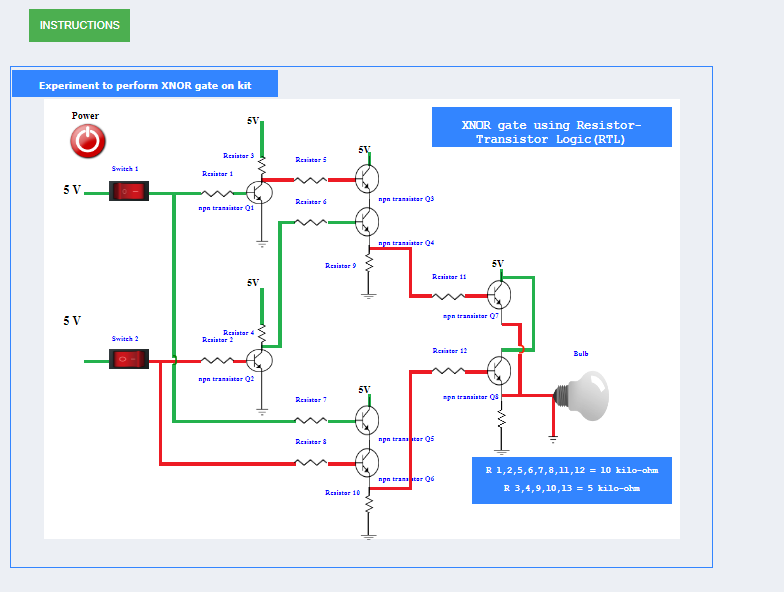 INSTRUCTIONS
Experiment to perform XNOR gate on kit
Power
XNOR gate using Resistor-
Transistor Logic(RTL)
5V
5V
Resistor 3
Resistor 5
Switch 1
Resistor 1
5 V
npn transistor Q3
Resistor 6
npn transistor Q1
npn transistor Q4
Resistor 9
5V
Resistor 11
5V
npn transistor Q7
5 V
Resistor 4
Switch 2
Resistor 2
Resistor 12
Bulb
npn transistor Q2
5V
npn transistor Q8
Resistor 7
npn transistor Q5
Resistor 8
R 1,2,5,6,7,8,11,12 = 10 kilo-ohm
npn transistor Q6
R 3,4,9,10,13 = 5 kilo-ohm
Resistor 10